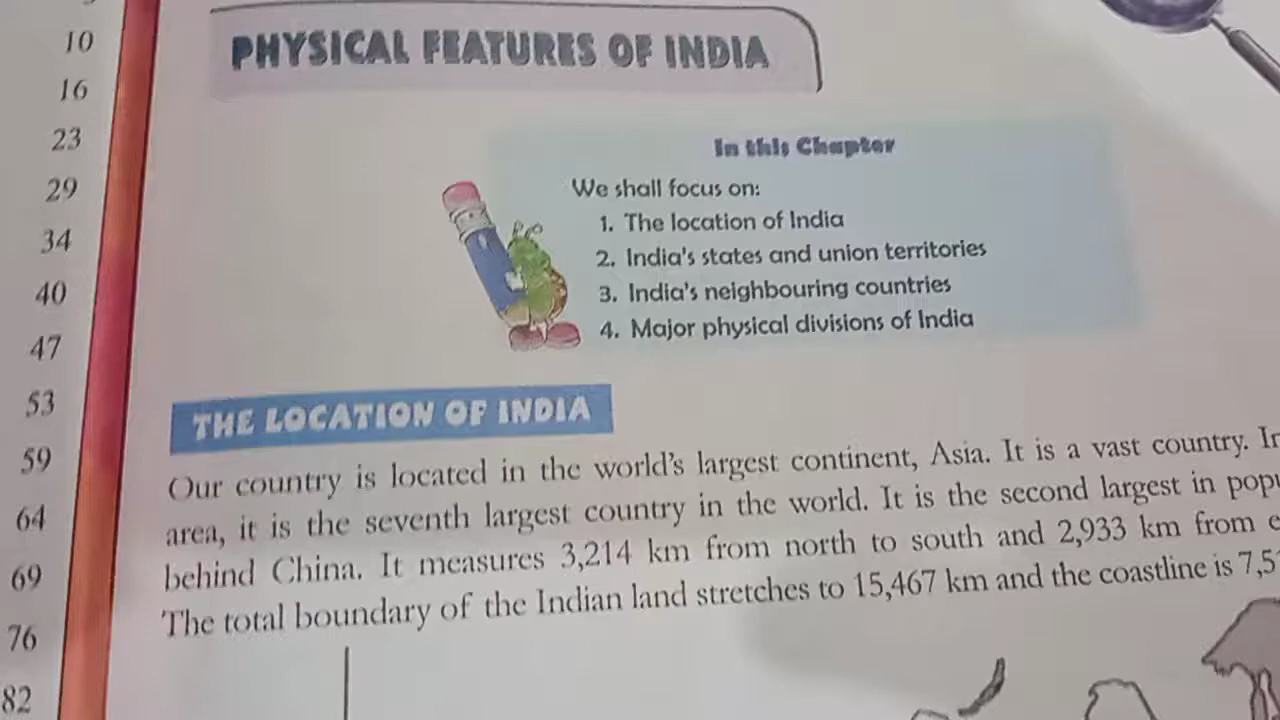 10
16
23
29
34
40
47
53
59
64
69
76
82
PHYSICAL FEATURES OF INDIA
In this Chapter
We shall focus on:
1. The location of India
2. India's states and union territories
3. India's neighbouring countries
4. Major physical divisions of India
THE LOCATION OF INDIA
Our country is located in the world's largest continent, Asia. It is a vast country.
area, it is the seventh largest country in the world. It is the second largest in
behind China. It measures 3,214 km from north to south and 2,933 km from
The total boundary of the Indian land stretches to 15,467 km and the coastline is